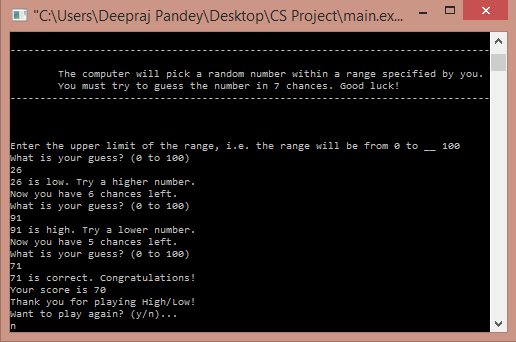 "C:\Users\Deepraj Pandey\Desktop\CS Project\main.ex...
The computer will pick a random number within a range specified by you.
You must try to guess the number in 7 chances. Good luck!
Enter the upper limit of the range, i.e. the range will be from 0 to __ 100
What is your guess? (0 to 100)
26
26 is low. Try a higher number.
Now you have 6 chances left.
What is your guess? (0 to 100)
91
91 is high. Try a lower number.
Now you have 5 chances left.
What is your guess? (0 to 100)
71
71 is correct. Congratulations!
Your score is 70
Thank you for playing High/Low!
Want to play again? (y/n)...
n